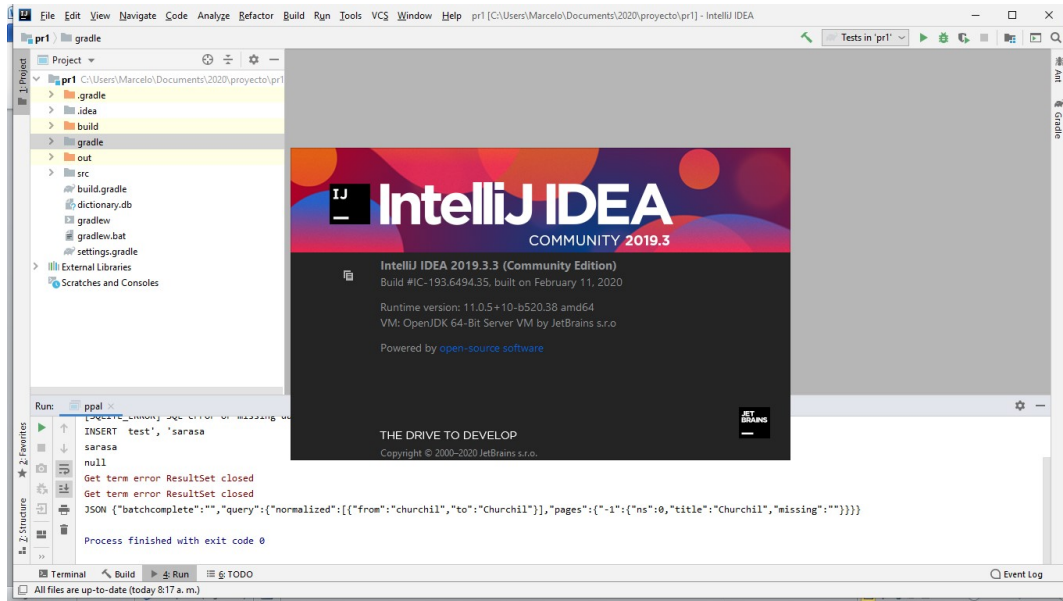 File Edit View Navigate Code Analyze Refactor Build Run Tools VCS Window Help pr1 [C:\Users\Marcelo\Documents\2020\proyecto\pr1] - IntelliJ IDEA
pr1 gradle
Tests in 'pr1'
1: Project
Project
Ant
Gradle
pr1 C:\Users\Marcelo\Documents\2020\proyecto\pr1
.gradle
.idea
build
gradle
out
src
build.gradle
dictionary.db
gradlew
gradlew.bat
settings.gradle
External Libraries
Scratches and Consoles
IJ
IntelliJ IDEA
COMMUNITY 2019.3
IntelliJ IDEA 2019.3.3 (Community Edition)
Build #IC-193.6494.35, built on February 11, 2020
Runtime version: 11.0.5+10-b520.38 amd64
VM: OpenJDK 64-Bit Server VM by JetBrains s.r.o
Powered by open-source software
JET
BRAINS
THE DRIVE TO DEVELOP
Copyright © 2000–2020 JetBrains s.r.o.
Run: ppal
2: Favorites
Z: Structure
INSERT test', 'sarasa
sarasa
null
Get term error ResultSet closed
Get term error ResultSet closed
JSON {"batchcomplete":"","query":{"normalized":[{"from":"churchil","to":"Churchil"}],"pages":{"-1":{"ns":0,"title":"Churchil","missing":""}}}}
Process finished with exit code 0
Terminal Build 4: Run 6: TODO
Event Log
All files are up-to-date (today 8:17 a. m.)